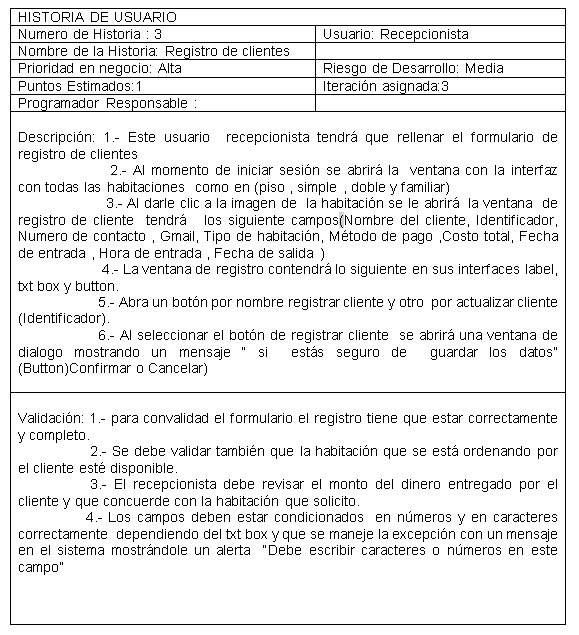 HISTORIA DE USUARIO
Numero de Historia : 3 Usuario: Recepcionista
Nombre de la Historia: Registro de clientes
Prioridad en negocio: Alta Riesgo de Desarrollo: Media
Puntos Estimados:1 Iteración asignada:3
Programador Responsable :
Descripción: 1.- Este usuario recepcionista tendrá que rellenar el formulario de
registro de clientes
2.- Al momento de iniciar sesión se abrirá la ventana con la interfaz
con todas las habitaciones como en (piso , simple , doble y familiar)
3.- Al darle clic a la imagen de la habitación se le abrirá la ventana de
registro de cliente tendrá los siguiente campos(Nombre del cliente, Identificador,
Numero de contacto , Gmail, Tipo de habitación, Método de pago ,Costo total, Fecha
de entrada , Hora de entrada , Fecha de salida )
4.- La ventana de registro contendrá lo siguiente en sus interfaces label,
txt box y button.
5.- Abra un botón por nombre registrar cliente y otro por actualizar cliente
(Identificador).
6.- Al seleccionar el botón de registrar cliente se abrirá una ventana de
dialogo mostrando un mensaje " si estás seguro de guardar los datos"
(Button)Confirmar o Cancelar)
Validación: 1.- para convalidad el formulario el registro tiene que estar correctamente
y completo.
2.- Se debe validar también que la habitación que se está ordenando por
el cliente esté disponible.
3.- El recepcionista debe revisar el monto del dinero entregado por el
cliente y que concuerde con la habitación que solicito.
4.- Los campos deben estar condicionados en números y en caracteres
correctamente dependiendo del txt box y que se maneje la excepción con un mensaje
en el sistema mostrándole un alerta "Debe escribir caracteres o números en este
campo"